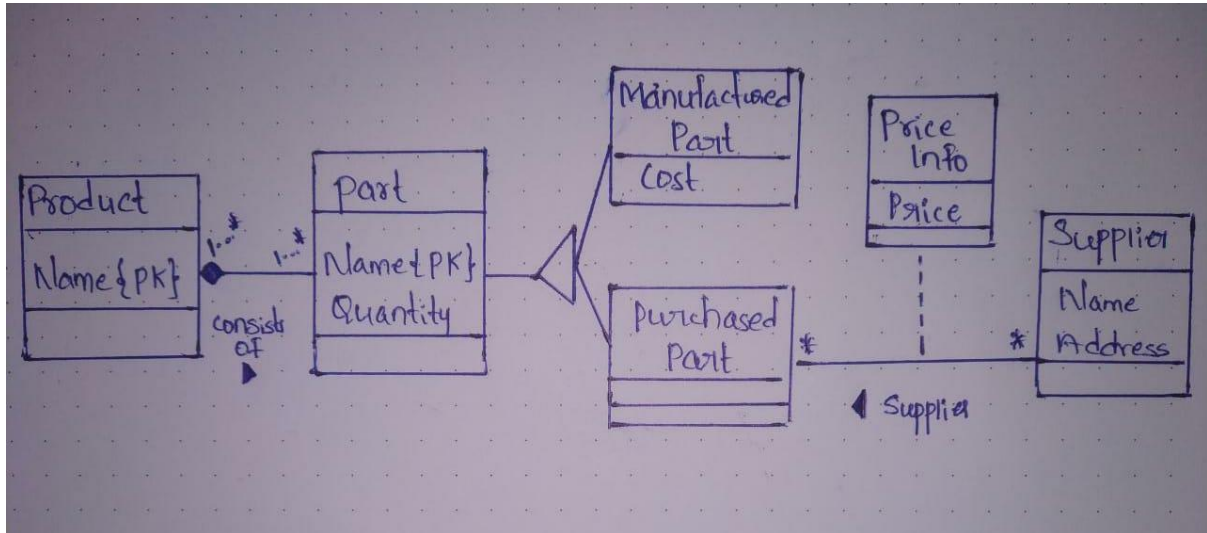 Product
Name {PK}
1...*
consists
of
1...*
Part
Name {PK}
Quantity
Manufactured
Part
Cost
Purchased
Part
*
Supplier
Price
Info
Price
*
Supplier
Name
Address